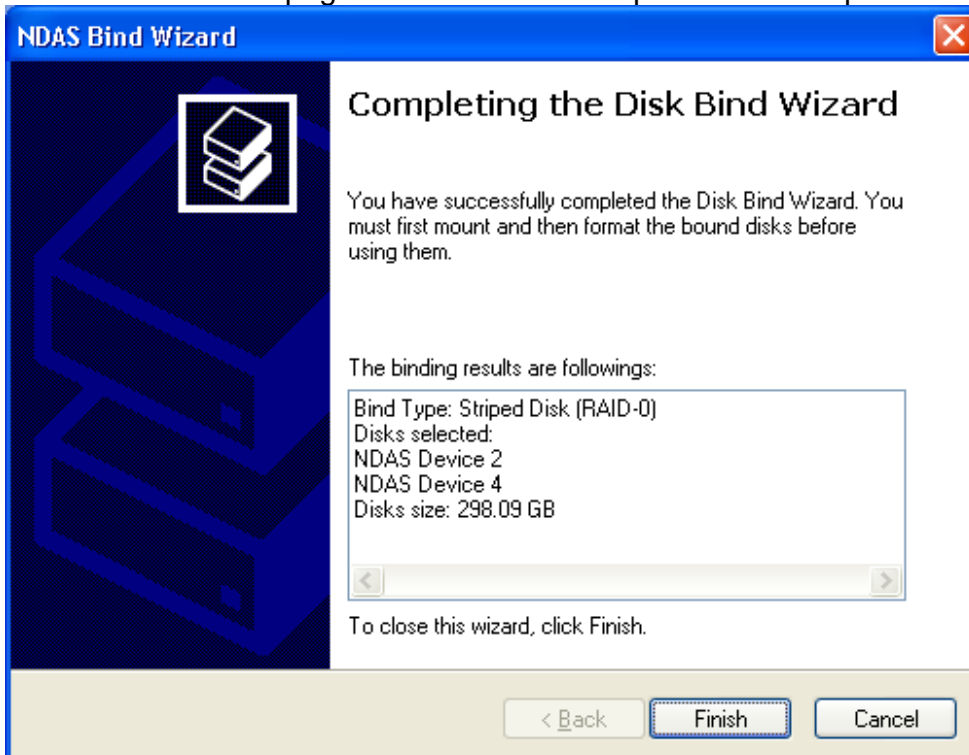 NDAS Bind Wizard
Completing the Disk Bind Wizard
You have successfully completed the Disk Bind Wizard. You
must first mount and then format the bound disks before
using them.
The binding results are followings:
Bind Type: Striped Disk (RAID-0)
Disks selected:
NDAS Device 2
NDAS Device 4
Disks size: 298.09 GB
To close this wizard, click Finish.
< Back Finish Cancel